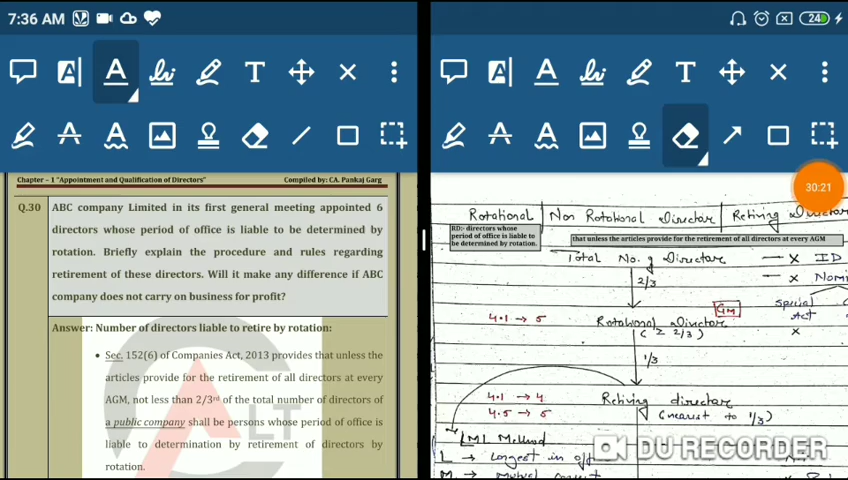 7:36 AM
24
30:21
Chapter – 1 "Appointment and Qualification of Directors"
Compiled by: CA. Pankaj Garg
Q.30
ABC company Limited in its first general meeting appointed 6
directors whose period of office is liable to be determined by
rotation. Briefly explain the procedure and rules regarding
retirement of these directors. Will it make any difference if ABC
company does not carry on business for profit?
Answer: Number of directors liable to retire by rotation:
• Sec. 152(6) of Companies Act, 2013 provides that unless the
articles provide for the retirement of all directors at every
AGM, not less than 2/3rd of the total number of directors of
a public company shall be persons whose period of office is
liable to determination by retirement of directors by
rotation.
Rotational Non Rotational Director Retiring Director
RD:- directors whose
period of office is liable to
be determined by rotation.
that unless the articles provide for the retirement of all directors at every AGM
Total No. of Director — x ID
2/3 — x Nomi
Special
Act
x
GM
4.1 → 5
Rotational Director
(≥ 2/3)
1/3
4.1 → 4
4.5 → 5
Retiring director
(nearest to 1/3)
LML Method
L → Longest in off
DU RECORDER